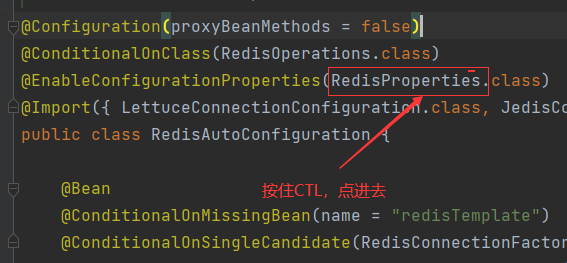 @Configuration(proxyBeanMethods = false)
@ConditionalOnClass(RedisOperations.class)
@EnableConfigurationProperties(RedisProperties.class)
@Import({ LettuceConnectionConfiguration.class, JedisCo
public class RedisAutoConfiguration {
按住CTL，点进去
@Bean
@ConditionalOnMissingBean(name = "redisTemplate")
@ConditionalOnSingleCandidate(RedisConnectionFactor